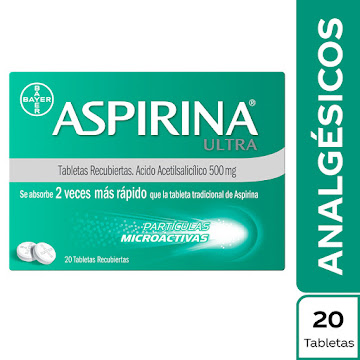 BAYER
BAYER
ASPIRINA®
ULTRA
Tabletas Recubiertas. Acido Acetilsalicílico 500 mg
Se absorbe 2 veces más rápido que la tableta tradicional de Aspirina
PARTÍCULAS
MICROACTIVAS
20 Tabletas Recubiertas
ANALGÉSICOS
20
Tabletas